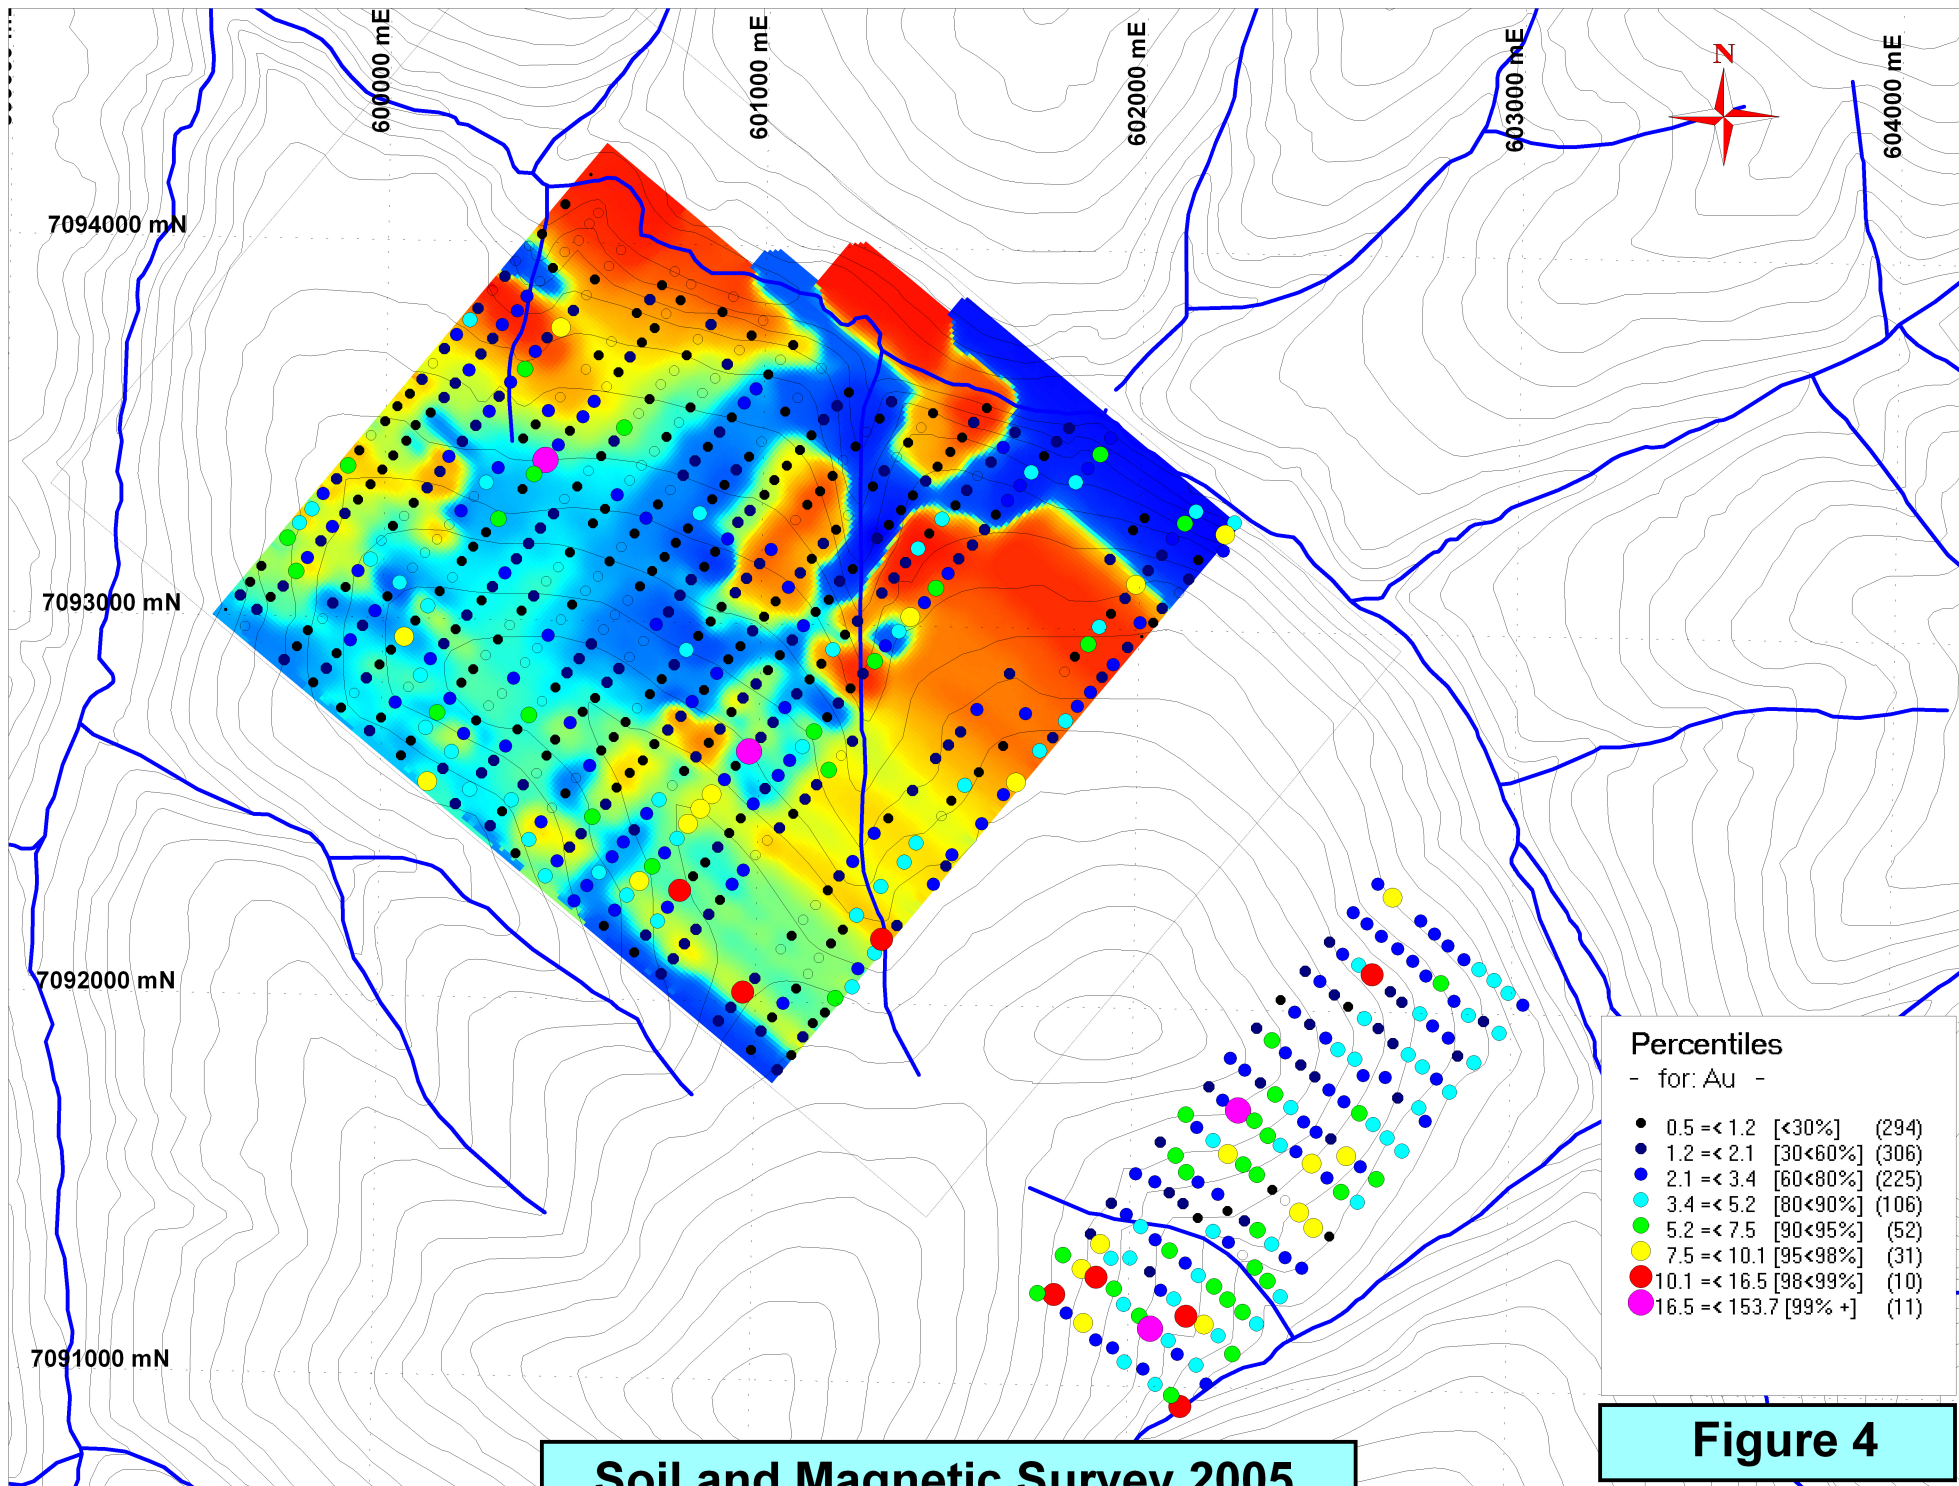 600000 mE
601000 mE
602000 mE
603000 mE
604000 mE
N
7094000 mN
7093000 mN
7092000 mN
7091000 mN
Percentiles
- for: Au -
0.5 =< 1.2 [<30%] (294)
1.2 =< 2.1 [30<60%] (306)
2.1 =< 3.4 [60<80%] (225)
3.4 =< 5.2 [80<90%] (106)
5.2 =< 7.5 [90<95%] (52)
7.5 =< 10.1 [95<98%] (31)
10.1 =< 16.5 [98<99%] (10)
16.5 =< 153.7 [99% +] (11)
Figure 4
Soil and Magnetic Survey 2005